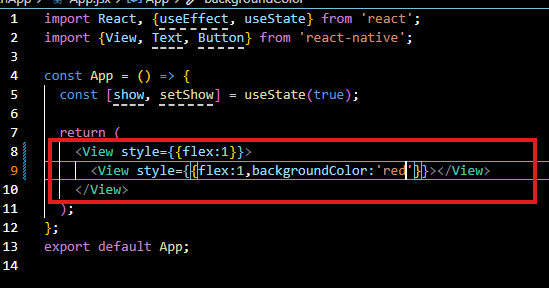 App.jsx > App > backgroundColor
1 import React, {useEffect, useState} from 'react';
2 import {View, Text, Button} from 'react-native';
3
4 const App = () => {
5 const [show, setShow] = useState(true);
6
7 return (
8 <View style={{flex:1}}>
9 <View style={{flex:1,backgroundColor:'red'}}></View>
10 </View>
11 );
12 };
13 export default App;
14